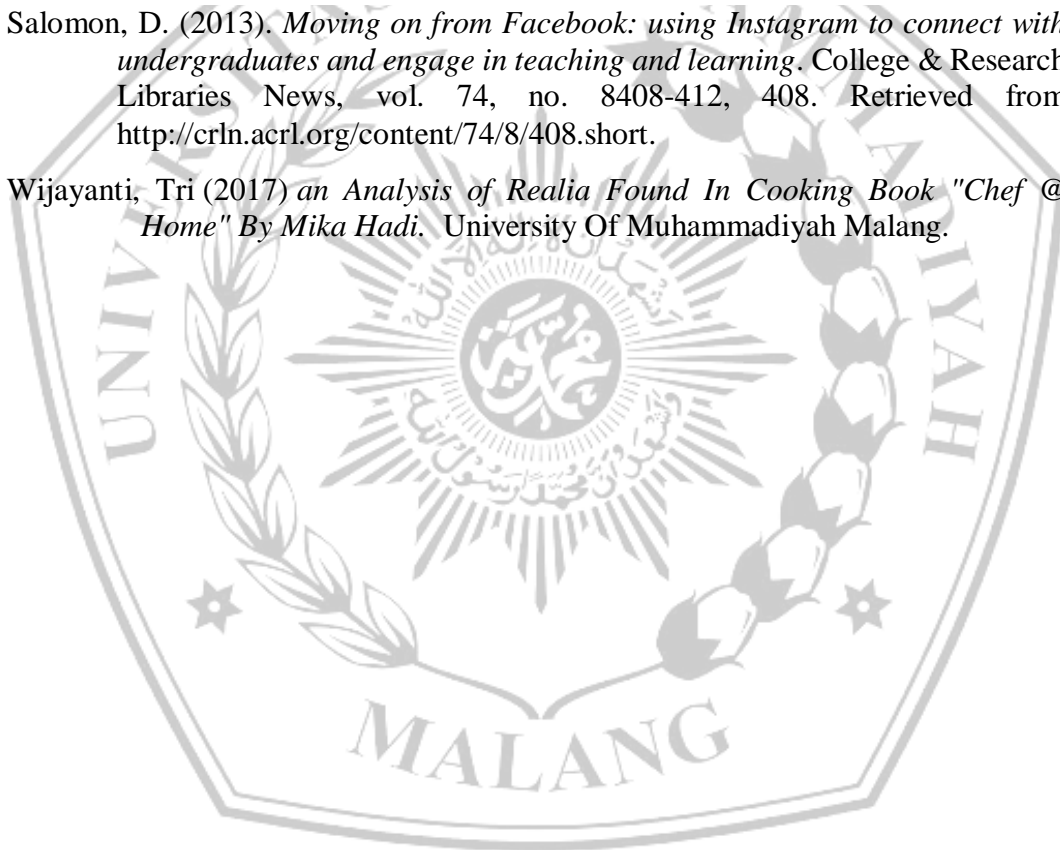 Salomon, D. (2013). Moving on from Facebook: using Instagram to connect with
undergraduates and engage in teaching and learning. College & Research
Libraries News, vol. 74, no. 8408-412, 408. Retrieved from
http://crln.acrl.org/content/74/8/408.short.
Wijayanti, Tri (2017) an Analysis of Realia Found In Cooking Book "Chef @
Home" By Mika Hadi. University Of Muhammadiyah Malang.
MALANG